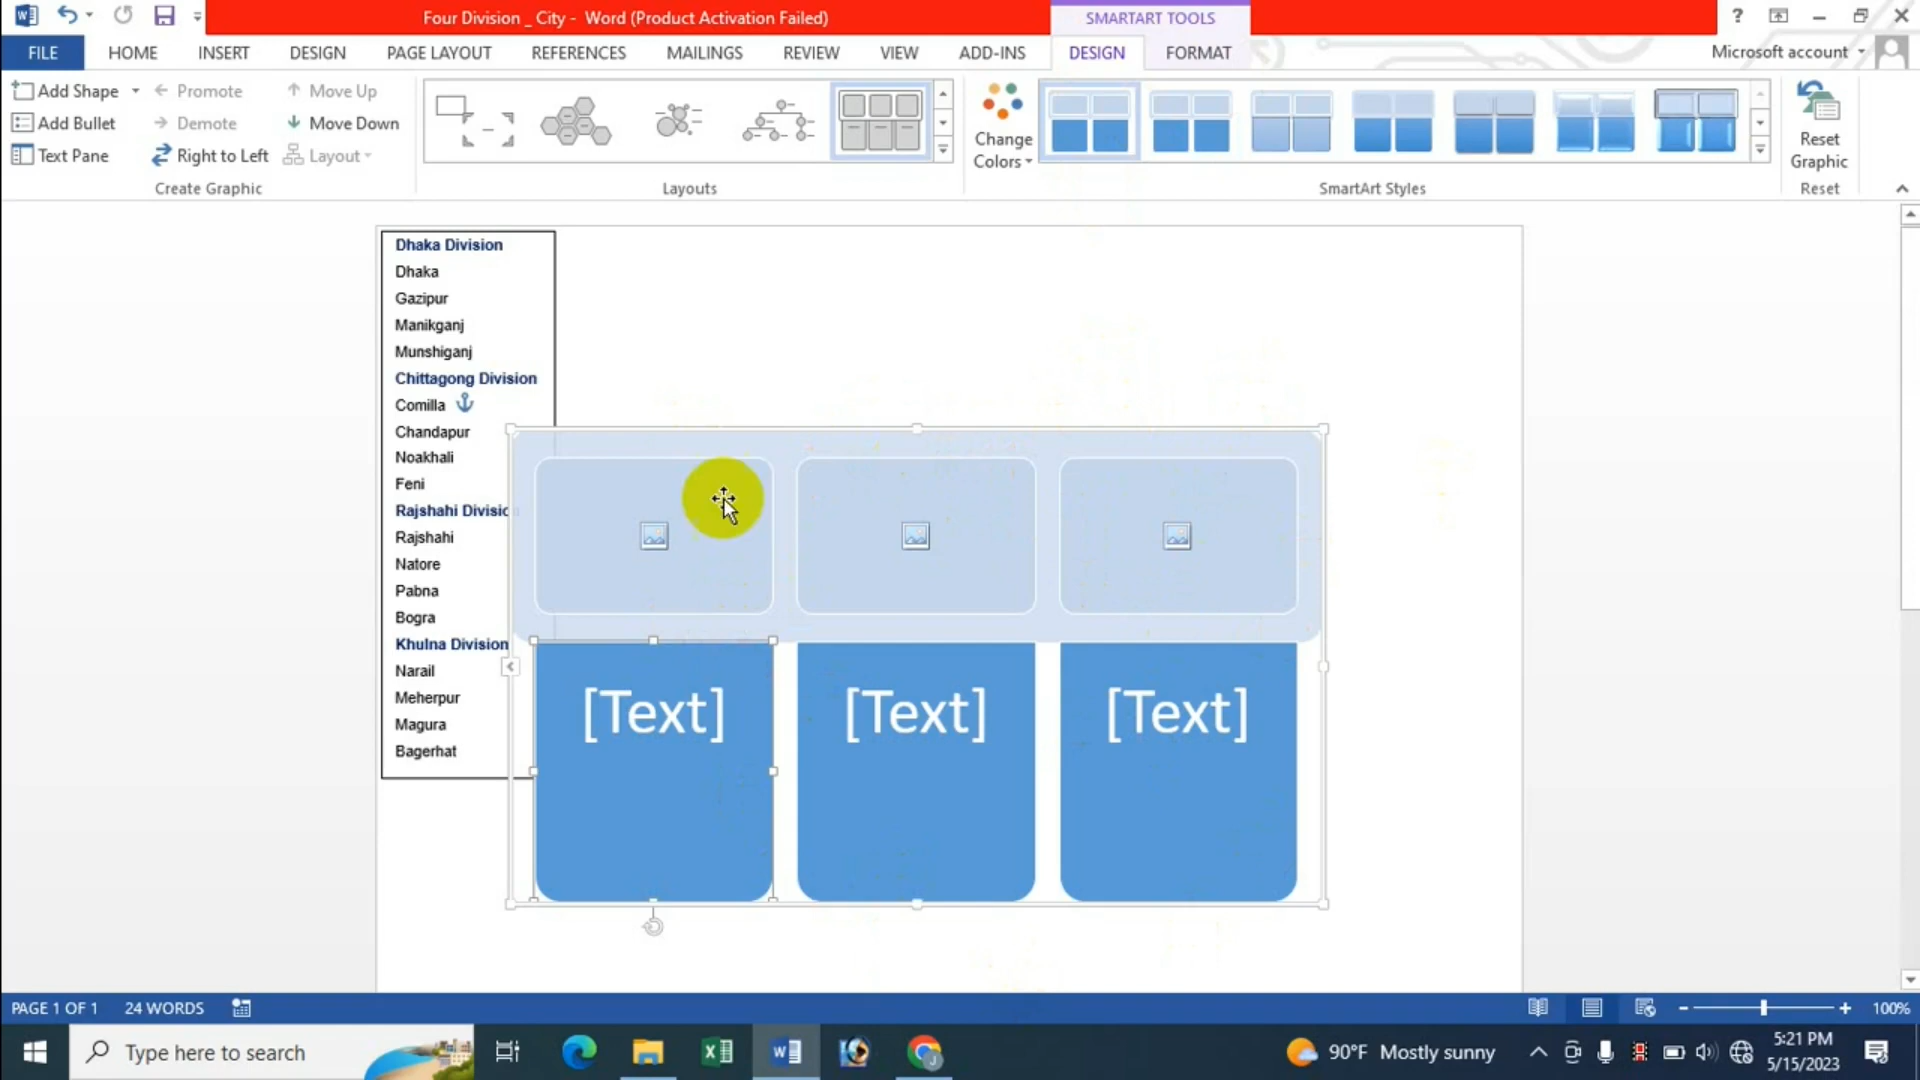 Four Division _ City - Word (Product Activation Failed)
SMARTART TOOLS
?
FILE HOME INSERT DESIGN PAGE LAYOUT REFERENCES MAILINGS REVIEW VIEW ADD-INS DESIGN FORMAT
Microsoft account
Add Shape Promote Move Up
Add Bullet Demote Move Down
Text Pane Right to Left Layout
Create Graphic
Layouts
Change
Colors
SmartArt Styles
Reset
Graphic
Reset
Dhaka Division
Dhaka
Gazipur
Manikganj
Munshiganj
Chittagong Division
Comilla
Chandapur
Noakhali
Feni
Rajshahi Divisio
Rajshahi
Natore
Pabna
Bogra
Khulna Division
Narail
Meherpur
Magura
Bagerhat
[Text] [Text] [Text]
PAGE 1 OF 1 24 WORDS
100%
Type here to search
90°F Mostly sunny
5:21 PM
5/15/2023